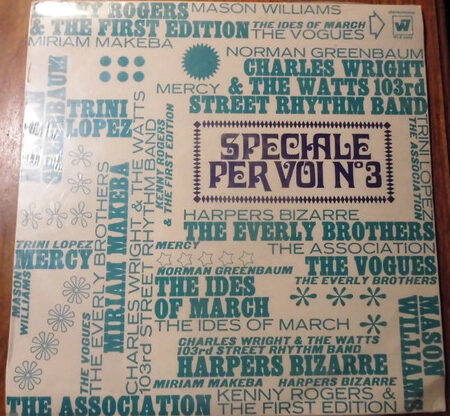 KENNY ROGERS
& THE FIRST EDITION
MASON WILLIAMS
THE IDES OF MARCH
THE VOGUES
MIRIAM MAKEBA
NORMAN GREENBAUM
CHARLES WRIGHT
& THE WATTS 103rd
STREET RHYTHM BAND
MERCY
GREENBAUM
TRINI
LOPEZ
KENNY ROGERS
& THE FIRST EDITION
SPECIALE
PER VOI Nº3
TRINI LOPEZ
THE ASSOCIATION
HARPERS BIZARRE
THE EVERLY BROTHERS
THE ASSOCIATION
THE VOGUES
THE EVERLY BROTHERS
TRINI LOPEZ
MERCY
MERCY
NORMAN GREENBAUM
THE IDES
OF MARCH
THE IDES OF MARCH
MASON
WILLIAMS
THE VOGUES
THE EVERLY BROTHERS
MIRIAM MAKEBA
CHARLES WRIGHT & THE WATTS
103rd STREET RHYTHM BAND
CHARLES WRIGHT & THE WATTS
103rd STREET RHYTHM BAND
HARPERS BIZARRE
MIRIAM MAKEBA
HARPERS BIZARRE
MASON
WILLIAMS
THE ASSOCIATION
KENNY ROGERS &
THE FIRST EDITION